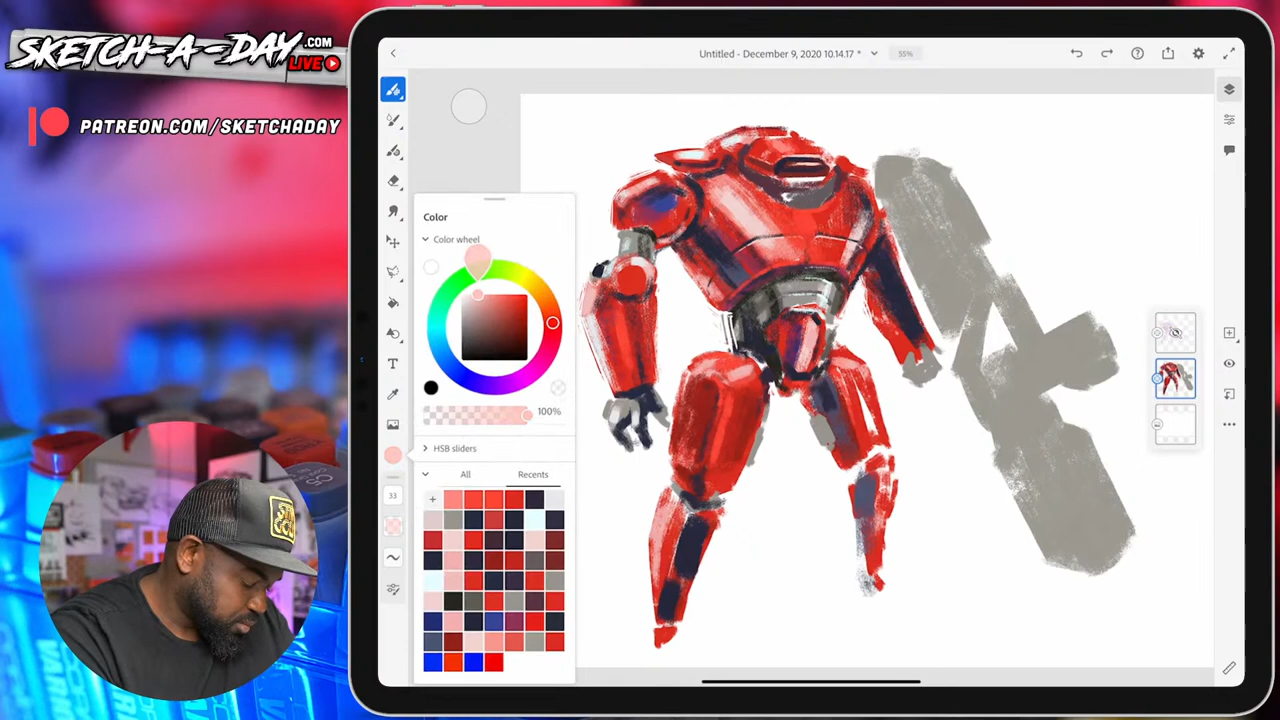 SKETCH-A-DAY.COM
LIVE
PATREON.COM/SKETCHADAY
Untitled - December 9, 2020 10.14.17 *
55%
Color
Color wheel
100%
HSB sliders
All
Recents
33
T